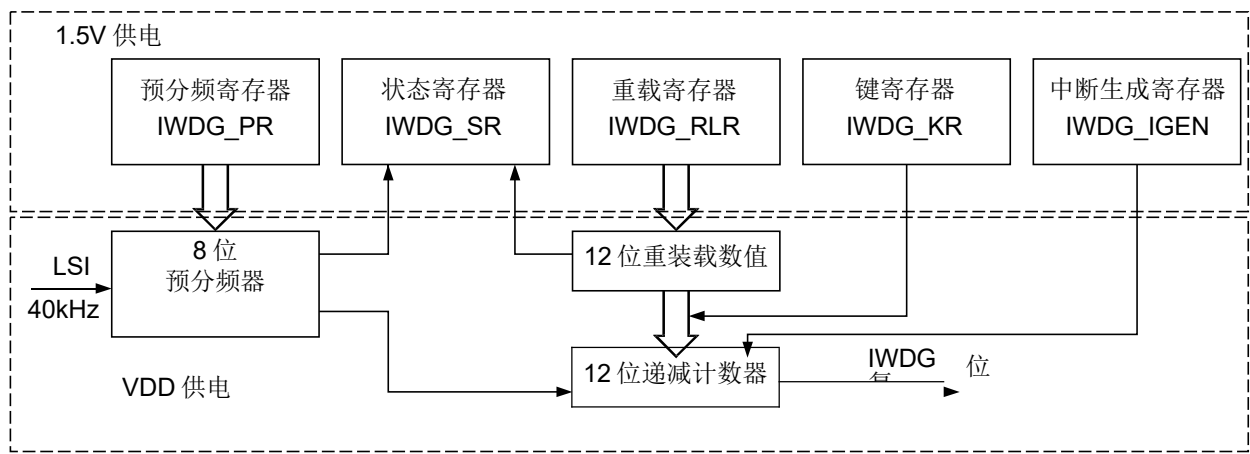 1.5V 供电
预分频寄存器
IWDG_PR
状态寄存器
IWDG_SR
重载寄存器
IWDG_RLR
键寄存器
IWDG_KR
中断生成寄存器
IWDG_IGEN
LSI
40kHz
8 位
预分频器
12 位重装载数值
12 位递减计数器
IWDG
位
VDD 供电